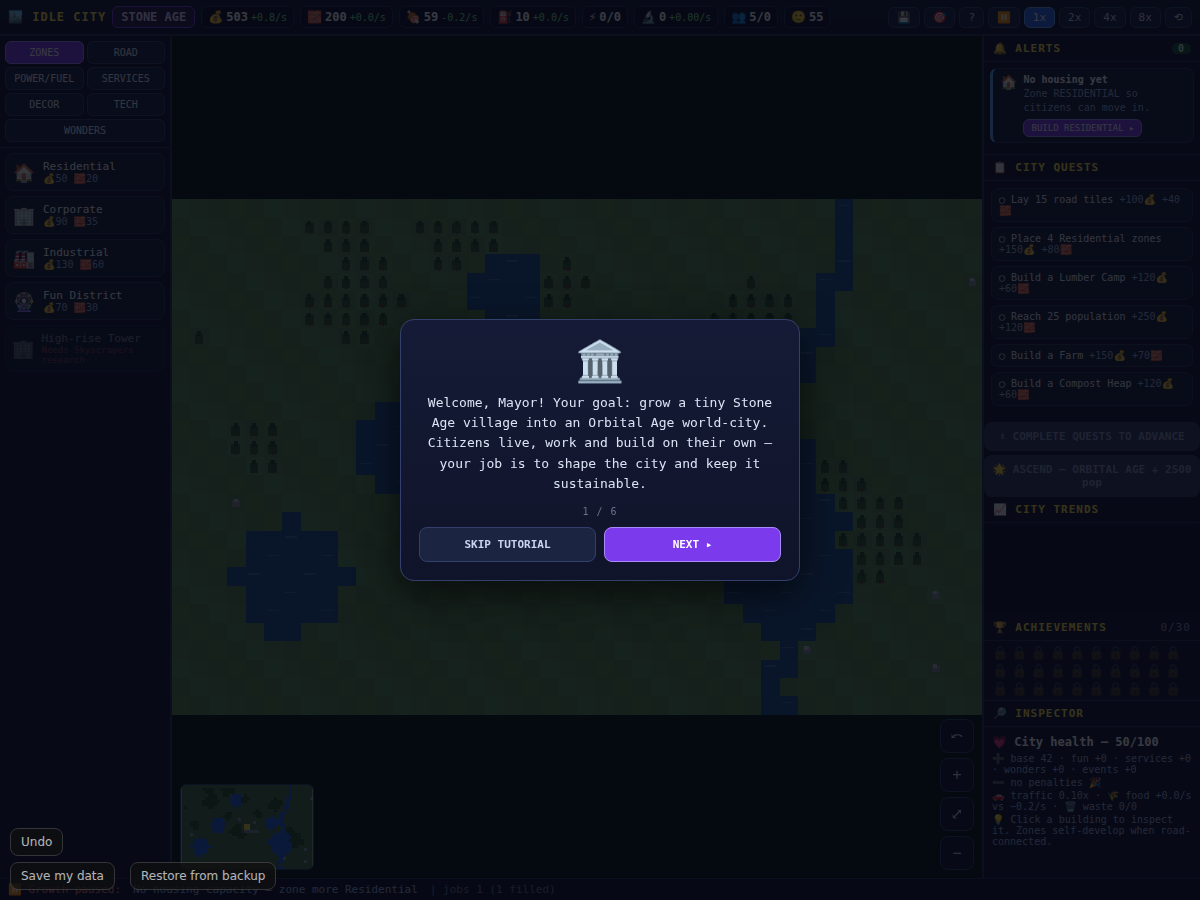 IDLE CITY STONE AGE 503 +0.8/s 200 +0.0/s 59 -0.2/s 10 +0.0/s 0/0 0 +0.00/s 5/0 55 ? 1x 2x 4x 8x
ZONES ROAD
POWER/FUEL SERVICES
DECOR TECH
WONDERS
Residential
50 20
Corporate
90 35
Industrial
130 60
Fun District
70 30
High-rise Tower
Needs Skyscrapers
research
Welcome, Mayor! Your goal: grow a tiny Stone
Age village into an Orbital Age world-city.
Citizens live, work and build on their own —
your job is to shape the city and keep it
sustainable.
1 / 6
SKIP TUTORIAL NEXT ▸
ALERTS 0
No housing yet
Zone RESIDENTIAL so
citizens can move in.
BUILD RESIDENTIAL ▸
CITY QUESTS
○ Lay 15 road tiles +100 +40
○ Place 4 Residential zones
+150 +80
○ Build a Lumber Camp +120
+60
○ Reach 25 population +250
+120
○ Build a Farm +150 +70
○ Build a Compost Heap +120
+60
⬆ COMPLETE QUESTS TO ADVANCE
ASCEND — ORBITAL AGE + 2500
pop
CITY TRENDS
ACHIEVEMENTS 0/30
INSPECTOR
City health — 50/100
base 42 · fun +0 · services +0
· wonders +0 · events +0
no penalties
traffic 0.10x · food +0.0/s
vs −0.2/s · waste 0/0
Click a building to inspect
it. Zones self-develop when road-
connected.
+
−
Undo
Save my data Restore from backup
Growth paused: No housing capacity — zone more Residential | jobs 1 (1 filled)